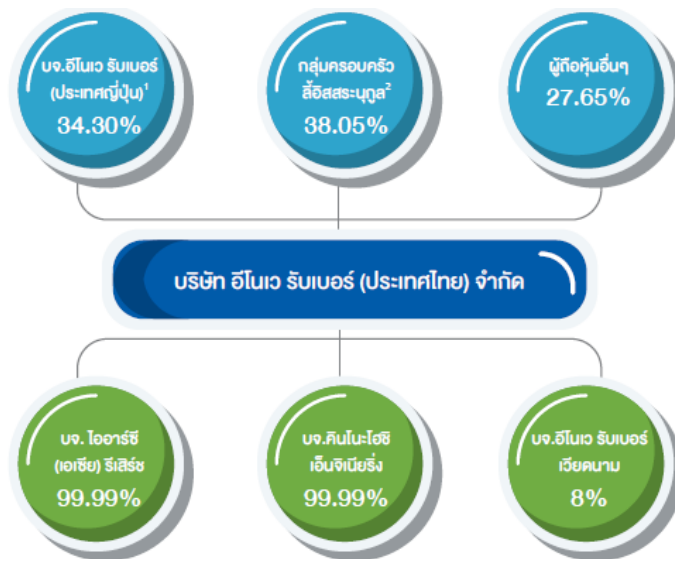 บจ.อีโนเว รับเบอร์
(ประเทศญี่ปุ่น)¹
34.30%
กลุ่มครอบครัว
ลี้อิสสระนุกูล²
38.05%
ผู้ถือหุ้นอื่นๆ
27.65%
บริษัท อีโนเว รับเบอร์ (ประเทศไทย) จำกัด
บจ. ไออาร์ซี
(เอเซีย) รีเสิร์ช
99.99%
บจ.คินโนะโฮชิ
เอ็นจิเนียริ่ง
99.99%
บจ.อีโนเว รับเบอร์
เวียดนาม
8%